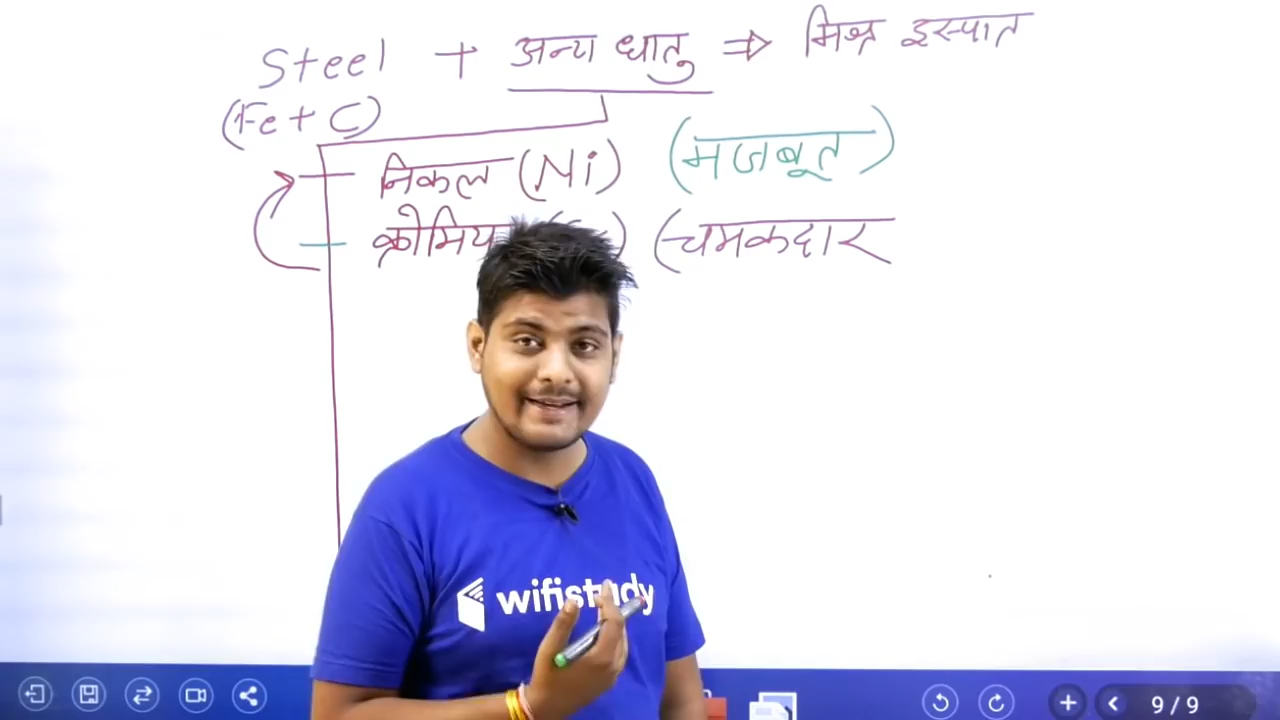 Steel + अन्य धातु ⇒ मिश्र इस्पात
(Fe + C)
निकल (Ni) (मजबूत)
(चमकदार
wifistudy
9 / 9